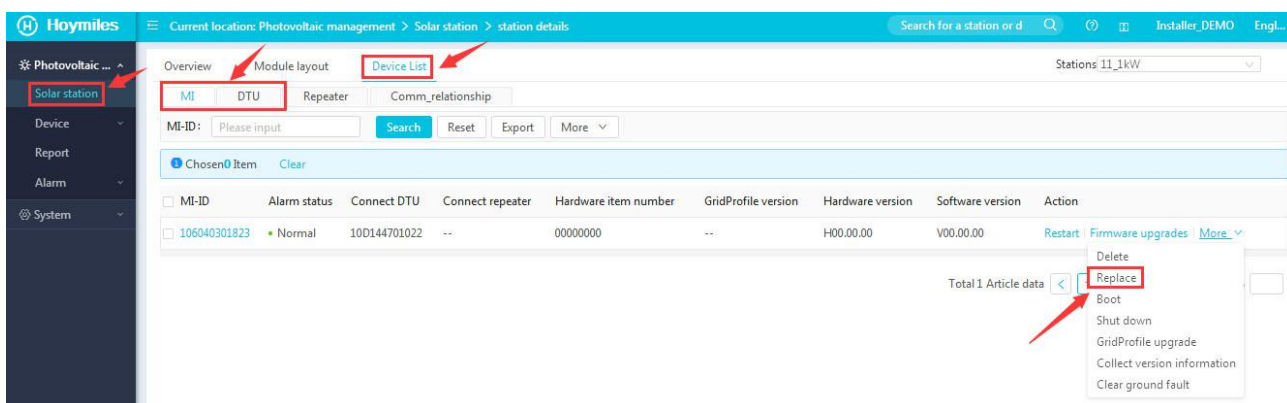 Hoymiles
Current location: Photovoltaic management > Solar station > station details
Search for a station or d
Installer_DEMO
Engl...
Photovoltaic ...
Solar station
Device
Report
Alarm
System
Overview
Module layout
Device List
Stations 11_1kW
MI
DTU
Repeater
Comm_relationship
MI-ID:
Please input
Search
Reset
Export
More
Chosen0 Item
Clear
MI-ID Alarm status Connect DTU Connect repeater Hardware item number GridProfile version Hardware version Software version Action
106040301823 Normal 10D144701022 -- 00000000 -- H00.00.00 V00.00.00 Restart Firmware upgrades More
Total 1 Article data <
Delete
Replace
Boot
Shut down
GridProfile upgrade
Collect version information
Clear ground fault